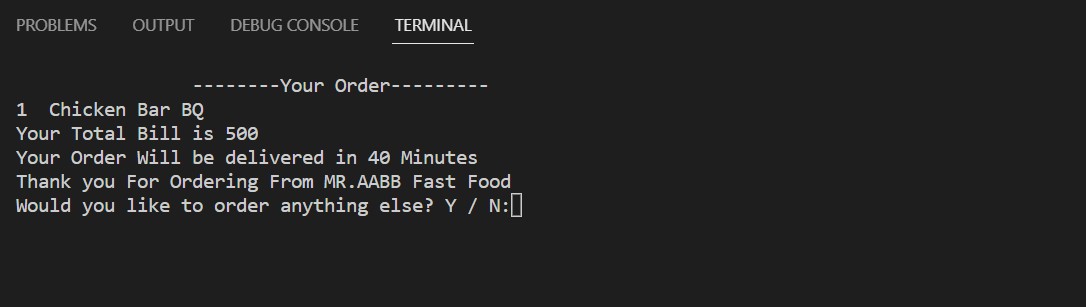 PROBLEMS OUTPUT DEBUG CONSOLE TERMINAL
--------Your Order---------
1  Chicken Bar BQ
Your Total Bill is 500
Your Order Will be delivered in 40 Minutes
Thank you For Ordering From MR.AABB Fast Food
Would you like to order anything else? Y / N: